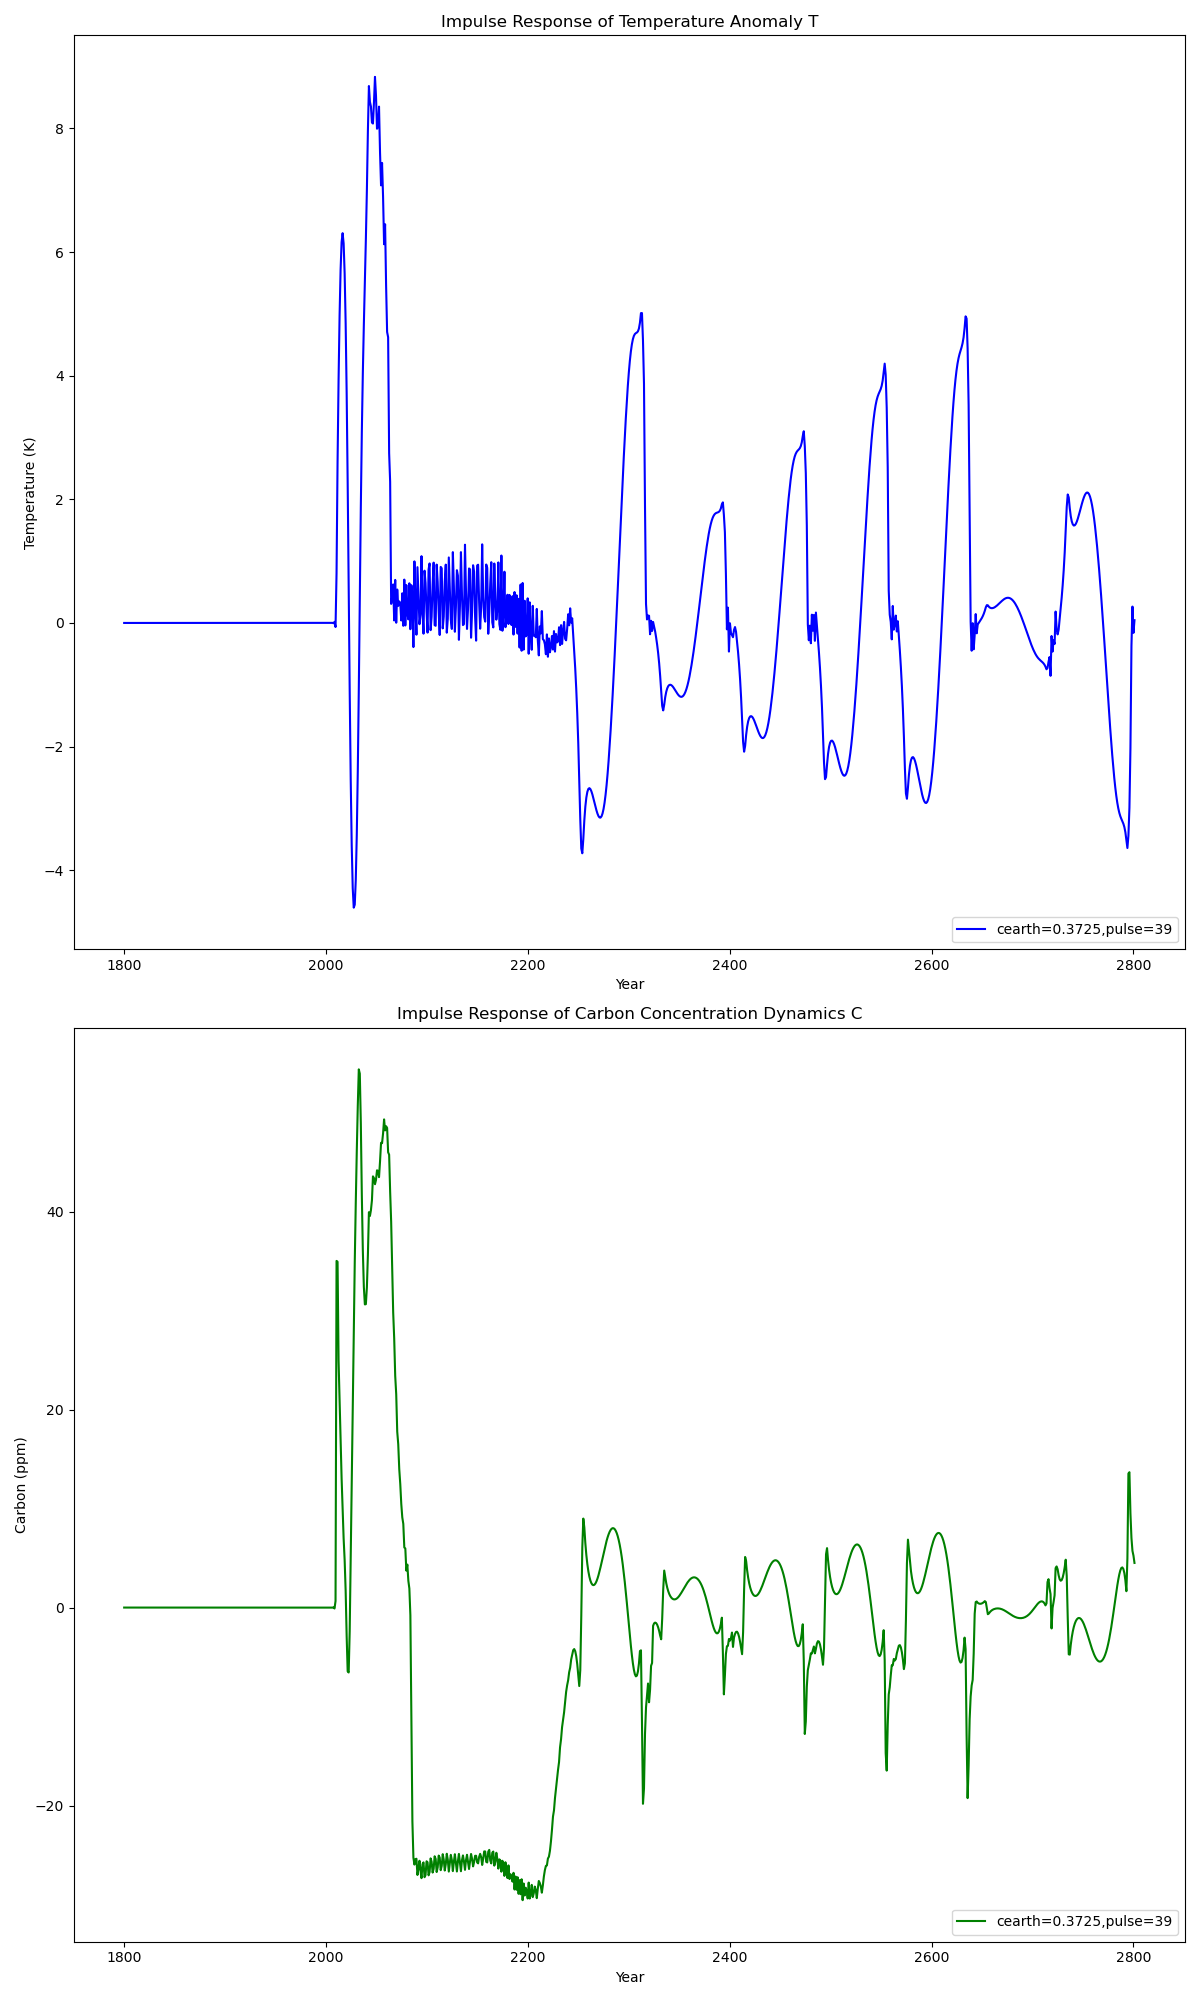 Impulse Response of Temperature Anomaly T
Temperature (K)
8
6
4
2
0
−2
−4
cearth=0.3725,pulse=39
1800 2000 2200 2400 2600 2800
Year
Impulse Response of Carbon Concentration Dynamics C
Carbon (ppm)
40
20
0
−20
cearth=0.3725,pulse=39
1800 2000 2200 2400 2600 2800
Year